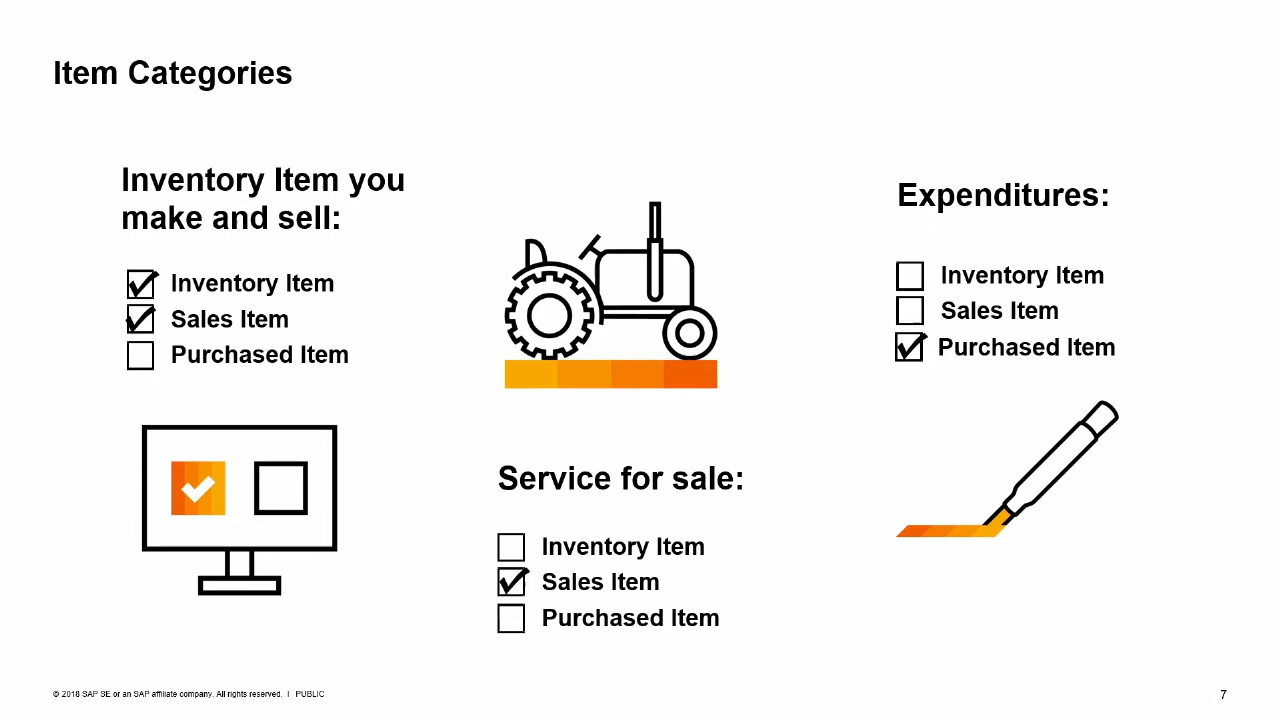 Item Categories
Inventory Item you
make and sell:
Inventory Item
Sales Item
Purchased Item
Service for sale:
Inventory Item
Sales Item
Purchased Item
Expenditures:
Inventory Item
Sales Item
Purchased Item
© 2018 SAP SE or an SAP affiliate company. All rights reserved. I PUBLIC
7